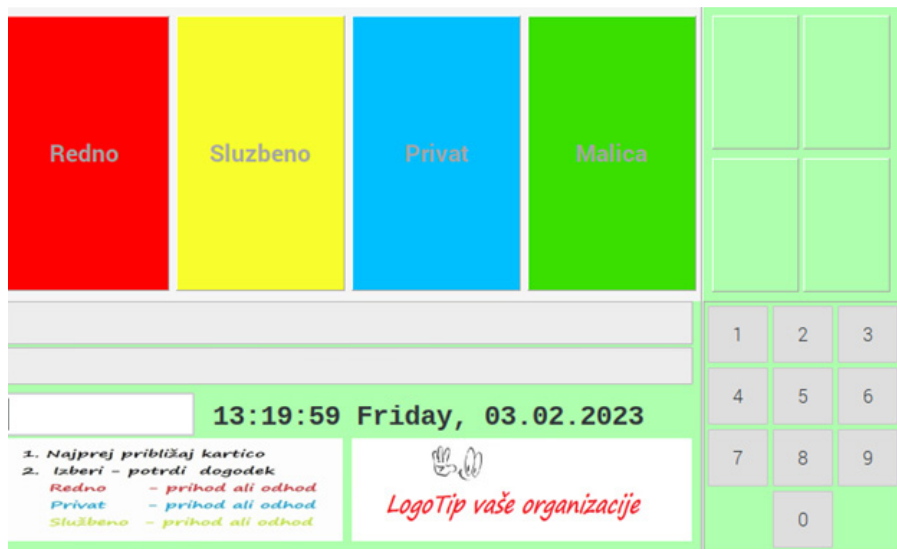 Redno Sluzbeno Privat Malica
1 2 3
4 5 6
7 8 9
0
13:19:59 Friday, 03.02.2023
1. Najprej približaj kartico
2. Izberi – potrdi dogodek
Redno – prihod ali odhod
Privat – prihod ali odhod
Službeno – prihod ali odhod
LogoTip vaše organizacije